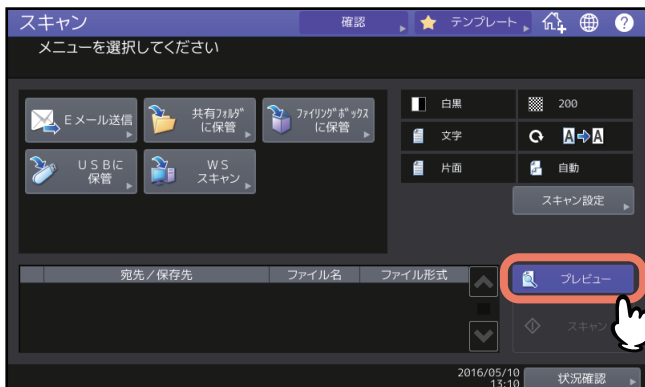 スキャン
確認
テンプレート
?
メニューを選択してください
Eメール送信
共有フォルダ
に保管
ファイリングボックス
に保管
USBに
保管
WS
スキャン
白黒
200
文字
A⇨A
片面
自動
スキャン設定
宛先／保存先
ファイル名
ファイル形式
プレビュー
スキャン
2016/05/10
13:10
状況確認